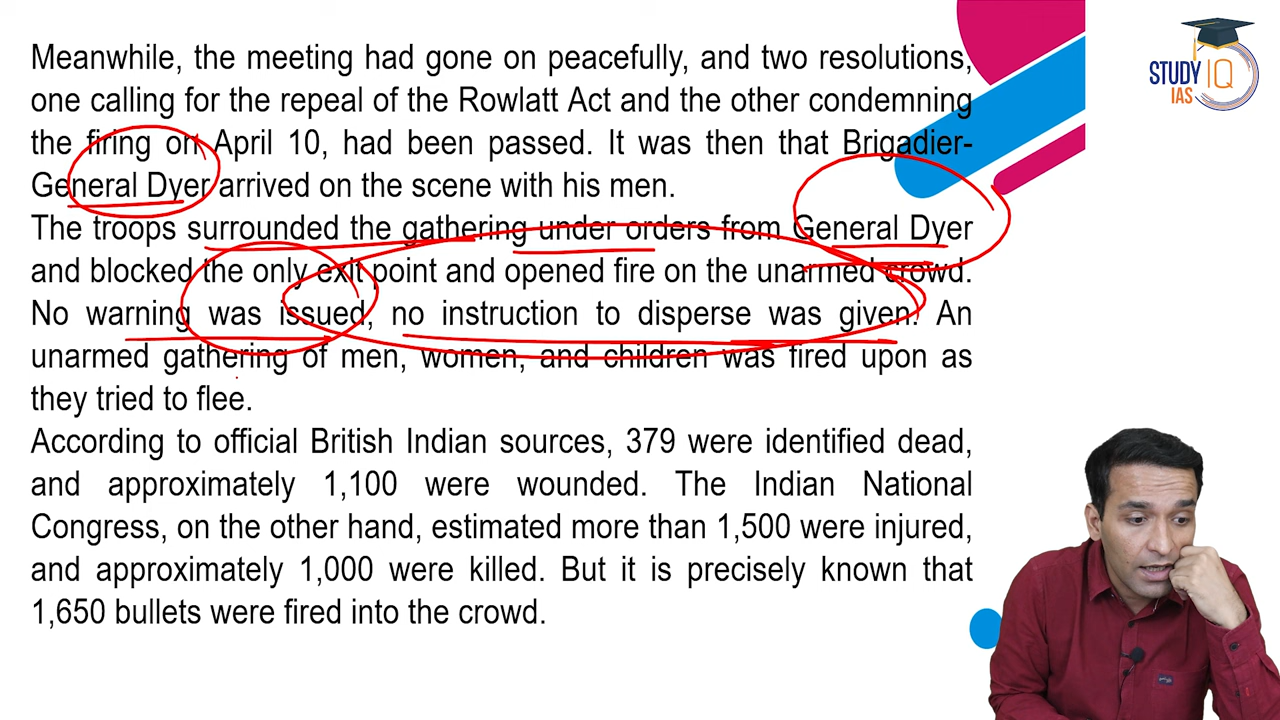 Meanwhile, the meeting had gone on peacefully, and two resolutions,
one calling for the repeal of the Rowlatt Act and the other condemning
the firing on April 10, had been passed. It was then that Brigadier-
General Dyer arrived on the scene with his men.
The troops surrounded the gathering under orders from General Dyer
and blocked the only exit point and opened fire on the unarmed crowd.
No warning was issued, no instruction to disperse was given. An
unarmed gathering of men, women, and children was fired upon as
they tried to flee.
According to official British Indian sources, 379 were identified dead,
and approximately 1,100 were wounded. The Indian National
Congress, on the other hand, estimated more than 1,500 were injured,
and approximately 1,000 were killed. But it is precisely known that
1,650 bullets were fired into the crowd.
STUDY IQ
IAS